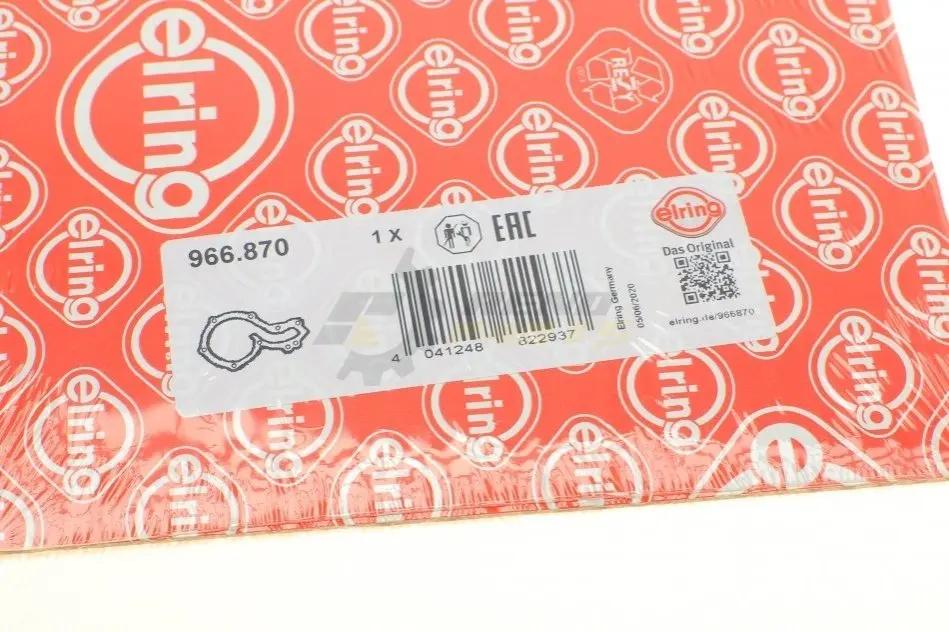 elring
REZY
966.870
1 X
EAC
elring
Das Original
elring.de/966870
Elring Germany
05/06/2020
4 041248 822937